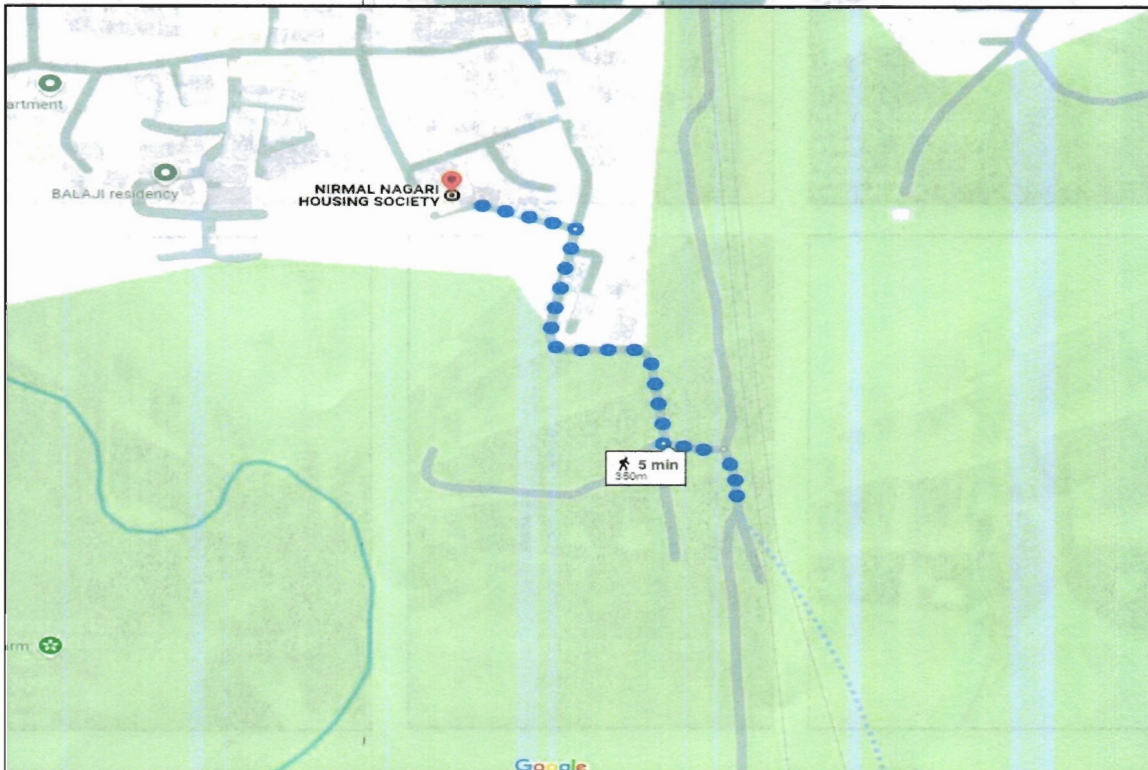 artment
BALAJI residency
NIRMAL NAGARI
HOUSING SOCIETY
5 min
350m
arm
Google